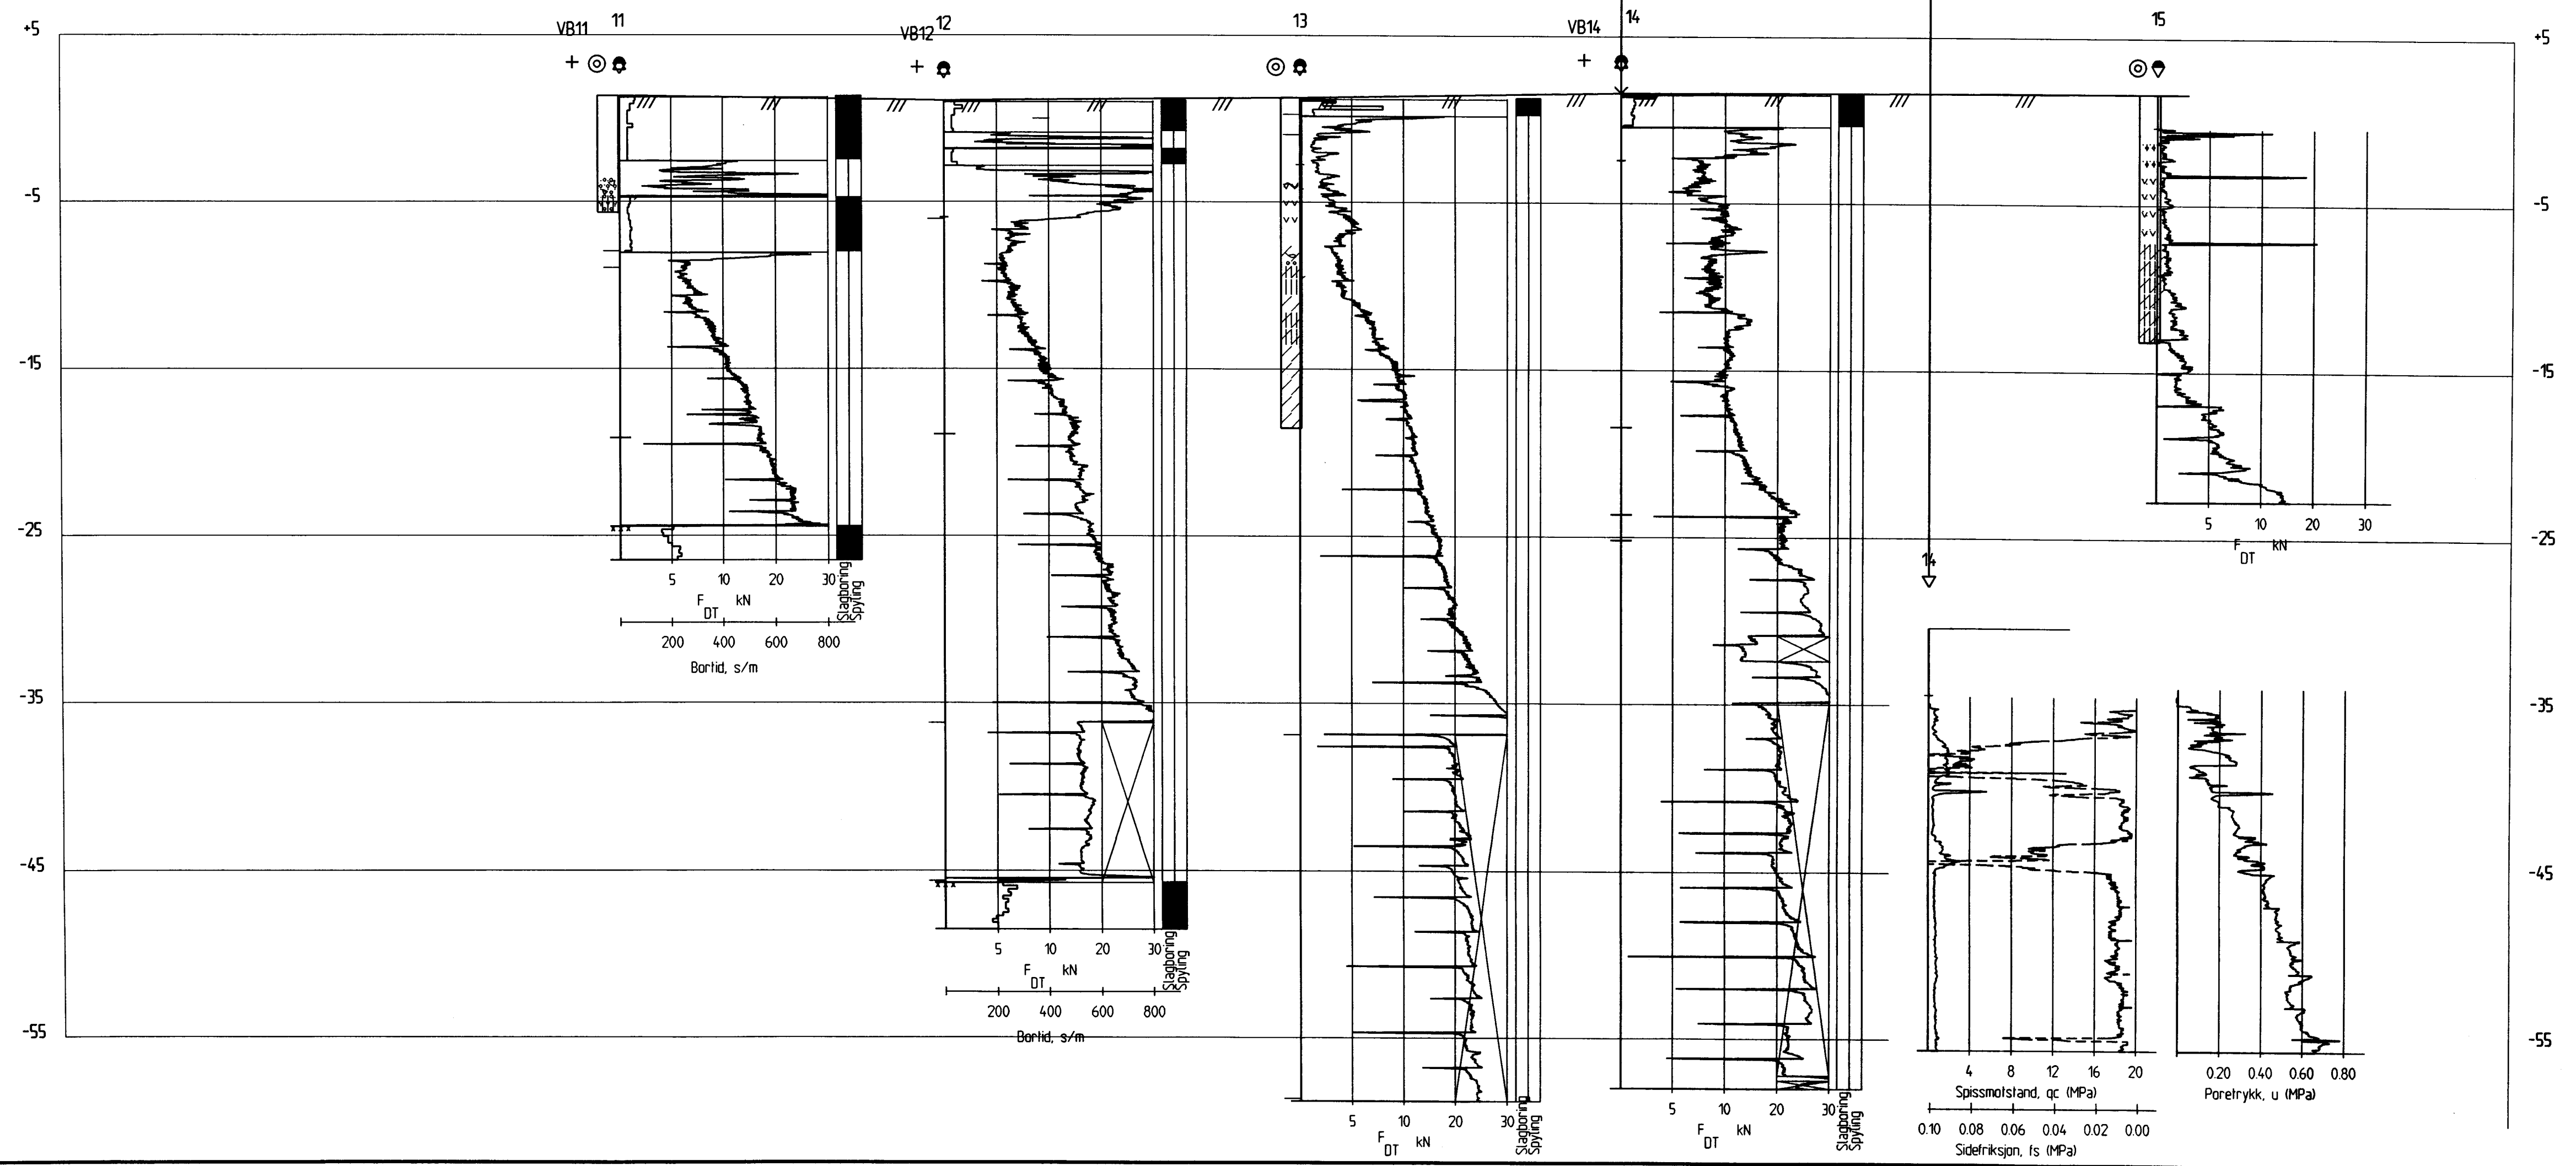 VB11 11
VB12 12
13
VB14 14
15
+5 +5
-5 -5
-15 -15
-25 -25
-35 -35
-45 -45
-55 -55
5 10 20 30
F DT kN
Slagboring
Spyling
200 400 600 800
Bortid, s/m
5 10 20 30
F DT kN
Slagboring
Spyling
200 400 600 800
Bortid, s/m
5 10 20 30
F DT kN
Slagboring
Spyling
5 10 20 30
F DT kN
Slagboring
Spyling
14
4 8 12 16 20
Spissmotstand, qc (MPa)
0.10 0.08 0.06 0.04 0.02 0.00
Sidefriksjon, fs (MPa)
0.20 0.40 0.60 0.80
Poretrykk, u (MPa)
5 10 20 30
F DT kN